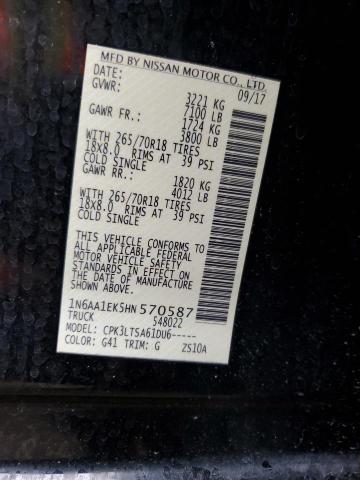 MFD BY NISSAN MOTOR CO., LTD.
DATE: 09/17
GVWR: 3221 KG
7100 LB
GAWR FR.: 1724 KG
3800 LB
WITH 265/70R18 TIRES
18x8.0 RIMS AT 39 PSI
COLD SINGLE
GAWR RR.: 1820 KG
4012 LB
WITH 265/70R18 TIRES
18x8.0 RIMS AT 39 PSI
COLD SINGLE
THIS VEHICLE CONFORMS TO
ALL APPLICABLE FEDERAL
MOTOR VEHICLE SAFETY
STANDARDS IN EFFECT ON
THE DATE OF MANUFACTURE
SHOWN ABOVE.
1N6AA1EK5HN570587
TRUCK 548022
MODEL: CPK3LTSA61DU6-----
COLOR: G41 TRIM: G ZS10A